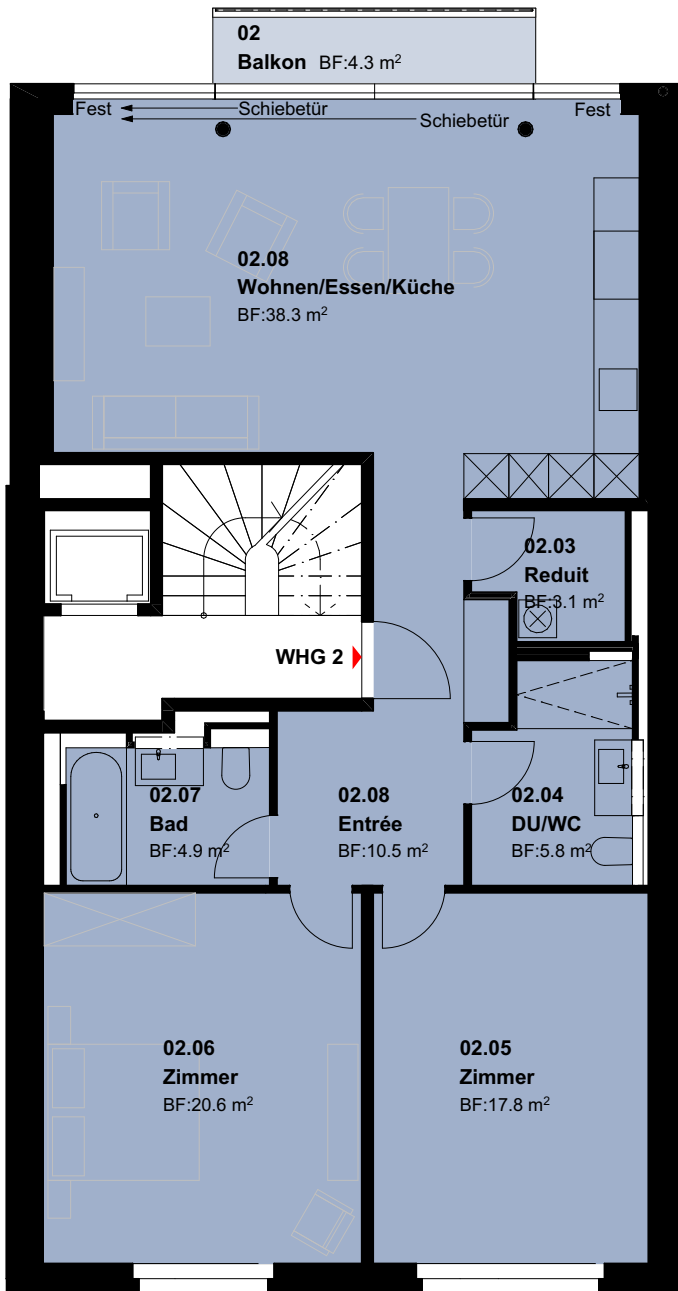 02
Balkon BF:4.3 m²
Fest
Schiebetür
Schiebetür
Fest
02.08
Wohnen/Essen/Küche
BF:38.3 m²
02.03
Reduit
BF:3.1 m²
WHG 2
02.07
Bad
BF:4.9 m²
02.08
Entrée
BF:10.5 m²
02.04
DU/WC
BF:5.8 m²
02.06
Zimmer
BF:20.6 m²
02.05
Zimmer
BF:17.8 m²